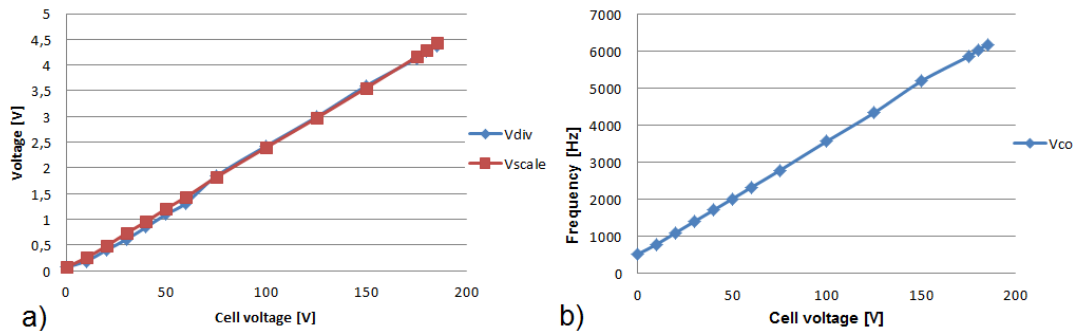 5
4,5
4
3,5
3
2,5
2
1,5
1
0,5
0
Voltage [V]
0 50 100 150 200
Cell voltage [V]
Vdiv
Vscale
a)
7000
6000
5000
4000
3000
2000
1000
0
Frequency [Hz]
0 50 100 150 200
Cell voltage [V]
Vco
b)